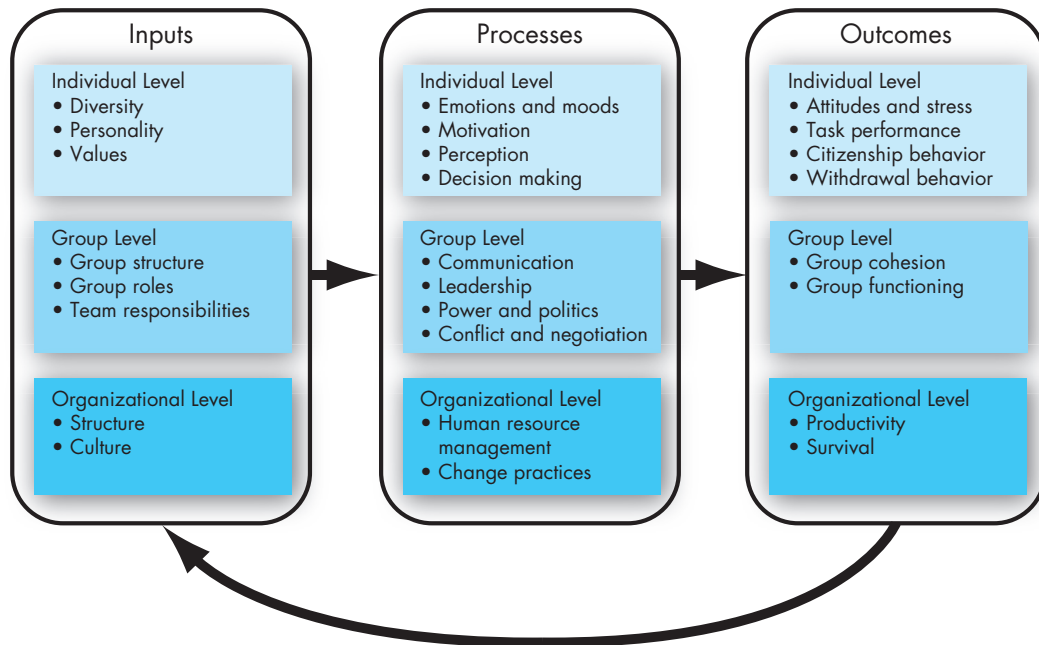 Inputs
Individual Level
• Diversity
• Personality
• Values
Group Level
• Group structure
• Group roles
• Team responsibilities
Organizational Level
• Structure
• Culture
Processes
Individual Level
• Emotions and moods
• Motivation
• Perception
• Decision making
Group Level
• Communication
• Leadership
• Power and politics
• Conflict and negotiation
Organizational Level
• Human resource
management
• Change practices
Outcomes
Individual Level
• Attitudes and stress
• Task performance
• Citizenship behavior
• Withdrawal behavior
Group Level
• Group cohesion
• Group functioning
Organizational Level
• Productivity
• Survival